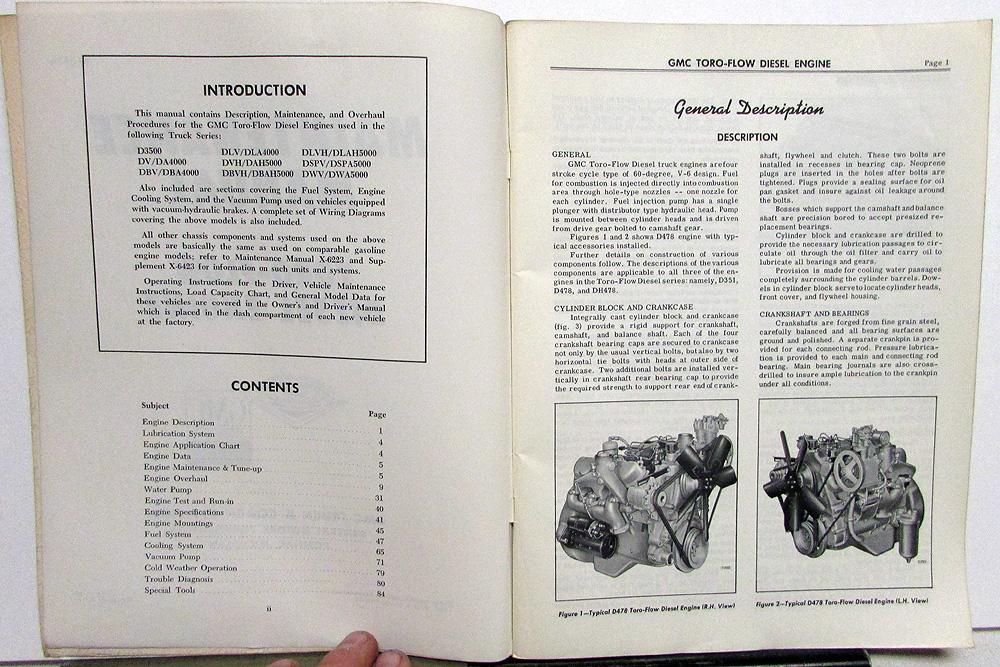 INTRODUCTION
This manual contains Description, Maintenance, and Overhaul
Procedures for the GMC Toro-Flow Diesel Engines used in the
following Truck Series:
D3500 DLV/DLA4000 DLVH/DLAH5000
DV/DA4000 DVH/DAH5000 DSPV/DSPA5000
DBV/DBA4000 DBVH/DBAH5000 DWV/DWA5000
Also included are sections covering the Fuel System, Engine
Cooling System, and the Vacuum Pump used on vehicles equipped
with vacuum-hydraulic brakes. A complete set of Wiring Diagrams
covering the above models is also included.
All other chassis components and systems used on the above
models are basically the same as used on comparable gasoline
engine models; refer to Maintenance Manual X-6223 and Sup-
plement X-6423 for information on such units and systems.
Operating Instructions for the Driver, Vehicle Maintenance
Instructions, Load Capacity Chart, and General Model Data for
these vehicles are covered in the Owner's and Driver's Manual
which is placed in the dash compartment of each new vehicle
at the factory.
CONTENTS
Subject Page
Engine Description 1
Lubrication System 4
Engine Application Chart 4
Engine Data 5
Engine Maintenance & Tune-up 5
Engine Overhaul 9
Water Pump 31
Engine Test and Run-in 40
Engine Specifications 41
Engine Mountings 45
Fuel System 47
Cooling System 65
Vacuum Pump 71
Cold Weather Operation 79
Trouble Diagnosis 80
Special Tools 84
ii
GMC TORO-FLOW DIESEL ENGINE Page 1
General Description
DESCRIPTION
GENERAL
GMC Toro-Flow Diesel truck engines are four
stroke cycle type of 60-degree, V-6 design. Fuel
for combustion is injected directly into combustion
area through hole-type nozzles -- one nozzle for
each cylinder. Fuel injection pump has a single
plunger with distributor type hydraulic head. Pump
is mounted between cylinder heads and is driven
from drive gear bolted to camshaft gear.
Figures 1 and 2 shows D478 engine with typ-
ical accessories installed.
Further details on construction of various
components follow. The descriptions of the various
components are applicable to all three of the en-
gines in the Toro-Flow Diesel series: namely, D351,
D478, and DH478.
CYLINDER BLOCK AND CRANKCASE
Integrally cast cylinder block and crankcase
(fig. 3) provide a rigid support for crankshaft,
camshaft, and balance shaft. Each of the four
crankshaft bearing caps are secured to crankcase
not only by the usual vertical bolts, but also by two
horizontal tie bolts with heads at outer side of
crankcase. Two additional bolts are installed ver-
tically in crankshaft rear bearing cap to provide
the required strength to support rear end of crank-
shaft, flywheel and clutch. These two bolts are
installed in recesses in bearing cap. Neoprene
plugs are inserted in the holes after bolts are
tightened. Plugs provide a sealing surface for oil
pan gasket and insure against oil leakage around
the bolts.
Bosses which support the camshaft and balance
shaft are precision bored to accept presized re-
placement bearings.
Cylinder block and crankcase are drilled to
provide the necessary lubrication passages to cir-
culate oil through the oil filter and carry oil to
lubricate all bearings and gears.
Provision is made for cooling water passages
completely surrounding the cylinder barrels. Dow-
els in cylinder block serve to locate cylinder heads,
front cover, and flywheel housing.
CRANKSHAFT AND BEARINGS
Crankshafts are forged from fine grain steel,
carefully balanced and all bearing surfaces are
ground and polished. A separate crankpin is pro-
vided for each connecting rod. Pressure lubrica-
tion is provided to each main and connecting rod
bearing. Main bearing journals are also cross-
drilled to insure ample lubrication to the crankpin
under all conditions.
Figure 1—Typical D478 Toro-Flow Diesel Engine (R.H. View)
Figure 2—Typical D478 Toro-Flow Diesel Engine (L.H. View)